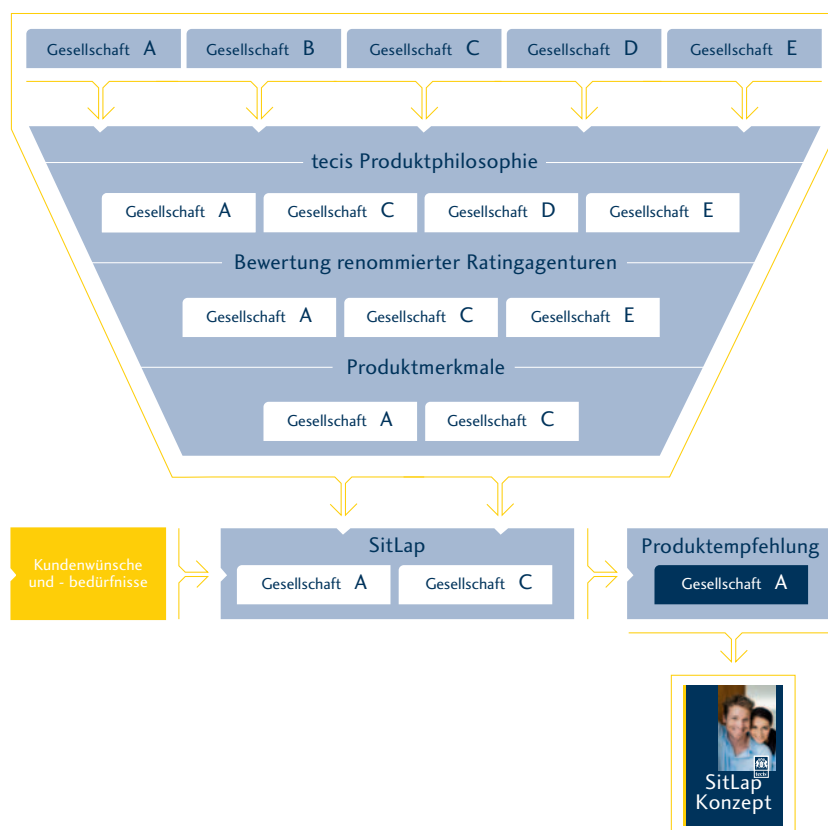 Gesellschaft A
Gesellschaft B
Gesellschaft C
Gesellschaft D
Gesellschaft E
tecis Produktphilosophie
Gesellschaft A
Gesellschaft C
Gesellschaft D
Gesellschaft E
Bewertung renommierter Ratingagenturen
Gesellschaft A
Gesellschaft C
Gesellschaft E
Produktmerkmale
Gesellschaft A
Gesellschaft C
Kundenwünsche
und - bedürfnisse
SitLap
Gesellschaft A
Gesellschaft C
Produktempfehlung
Gesellschaft A
tecis
SitLap
Konzept